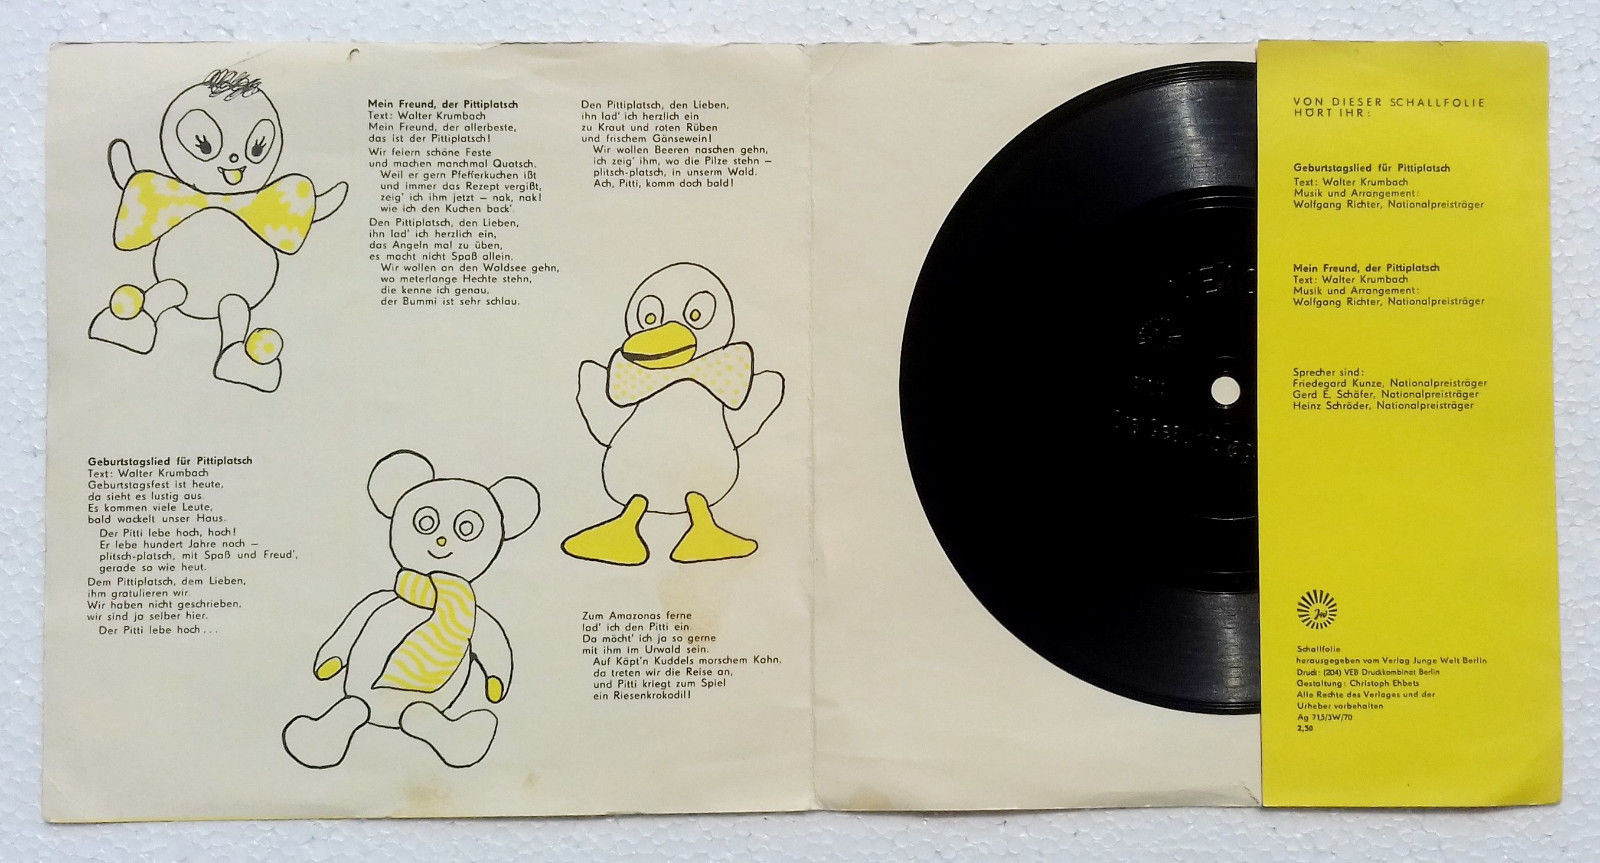 Mein Freund, der Pittiplatsch
Text: Walter Krumbach
Mein Freund, der allerbeste,
das ist der Pittiplatsch!
Wir feiern schöne Feste
und machen manchmal Quatsch.
Weil er gern Pfefferkuchen ißt
und immer das Rezept vergißt,
zeig' ich ihm jetzt – nak, nak!
wie ich den Kuchen back'.
Den Pittiplatsch, den Lieben,
ihn lad' ich herzlich ein,
das Angeln mal zu üben,
es macht nicht Spaß allein.
Wir wollen an den Waldsee gehn,
wo meterlange Hechte stehn,
die kenne ich genau,
der Bummi ist sehr schlau.
Den Pittiplatsch, den Lieben,
ihn lad' ich herzlich ein
zu Kraut und roten Rüben
und frischem Gänsewein!
Wir wollen Beeren naschen gehn,
ich zeig' ihm, wo die Pilze stehn –
plitsch-platsch, in unserm Wald.
Ach, Pitti, komm doch bald!
Geburtstagslied für Pittiplatsch
Text: Walter Krumbach
Geburtstagsfest ist heute,
da sieht es lustig aus.
Es kommen viele Leute,
bald wackelt unser Haus.
Der Pitti lebe hoch, hoch!
Er lebe hundert Jahre noch –
plitsch-platsch, mit Spaß und Freud',
gerade so wie heut.
Dem Pittiplatsch, dem Lieben,
ihm gratulieren wir.
Wir haben nicht geschrieben,
wir sind ja selber hier.
Der Pitti lebe hoch...
Zum Amazonas ferne
lad' ich den Pitti ein.
Da möcht' ich ja so gerne
mit ihm im Urwald sein.
Auf Käpt'n Kuddels morschem Kahn,
da treten wir die Reise an,
und Pitti kriegt zum Spiel
ein Riesenkrokodil!
VON DIESER SCHALLFOLIE
HÖRT IHR:
Geburtstagslied für Pittiplatsch
Text: Walter Krumbach
Musik und Arrangement:
Wolfgang Richter, Nationalpreisträger
Mein Freund, der Pittiplatsch
Text: Walter Krumbach
Musik und Arrangement:
Wolfgang Richter, Nationalpreisträger
Sprecher sind:
Friedegard Kunze, Nationalpreisträger
Gerd E. Schäfer, Nationalpreisträger
Heinz Schröder, Nationalpreisträger
JW
Schallfolie
herausgegeben vom Verlag Junge Welt Berlin
Druck: (204) VEB Druckkombinat Berlin
Gestaltung: Christoph Ehbets
Alle Rechte des Verlages und der
Urheber vorbehalten
Ag 715/3W/70
2,50